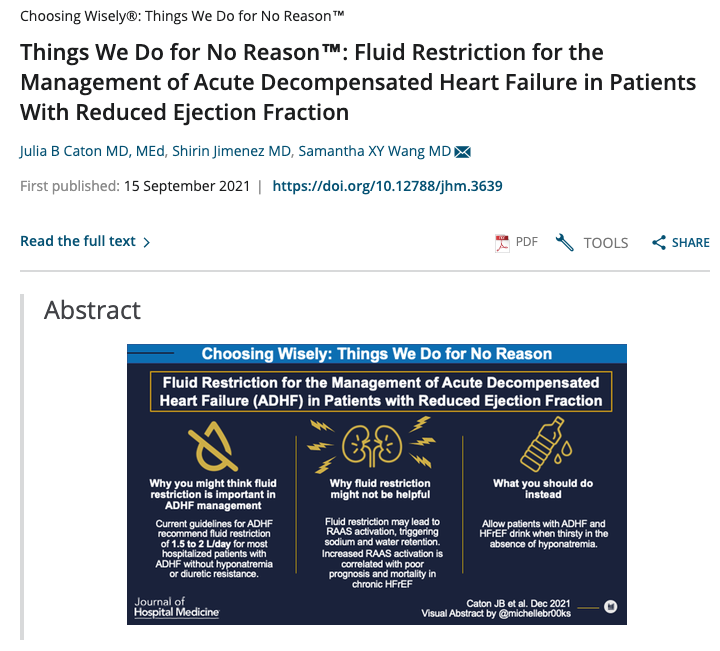 Choosing Wisely®: Things We Do for No Reason™
Things We Do for No Reason™: Fluid Restriction for the
Management of Acute Decompensated Heart Failure in Patients
With Reduced Ejection Fraction
Julia B Caton MD, MEd, Shirin Jimenez MD, Samantha XY Wang MD
First published: 15 September 2021 | https://doi.org/10.12788/jhm.3639
Read the full text
PDF TOOLS SHARE
Abstract
Choosing Wisely: Things We Do for No Reason
Fluid Restriction for the Management of Acute Decompensated
Heart Failure (ADHF) in Patients with Reduced Ejection Fraction
Why you might think fluid
restriction is important in
ADHF management
Current guidelines for ADHF
recommend fluid restriction
of 1.5 to 2 L/day for most
hospitalized patients with
ADHF without hyponatremia
or diuretic resistance.
Why fluid restriction
might not be helpful
Fluid restriction may lead to
RAAS activation, triggering
sodium and water retention.
Increased RAAS activation is
correlated with poor
prognosis and mortality in
chronic HFrEF
What you should do
instead
Allow patients with ADHF and
HFrEF drink when thirsty in the
absence of hyponatremia.
Journal of
Hospital Medicine
Caton JB et al. Dec 2021
Visual Abstract by @michellebr00ks